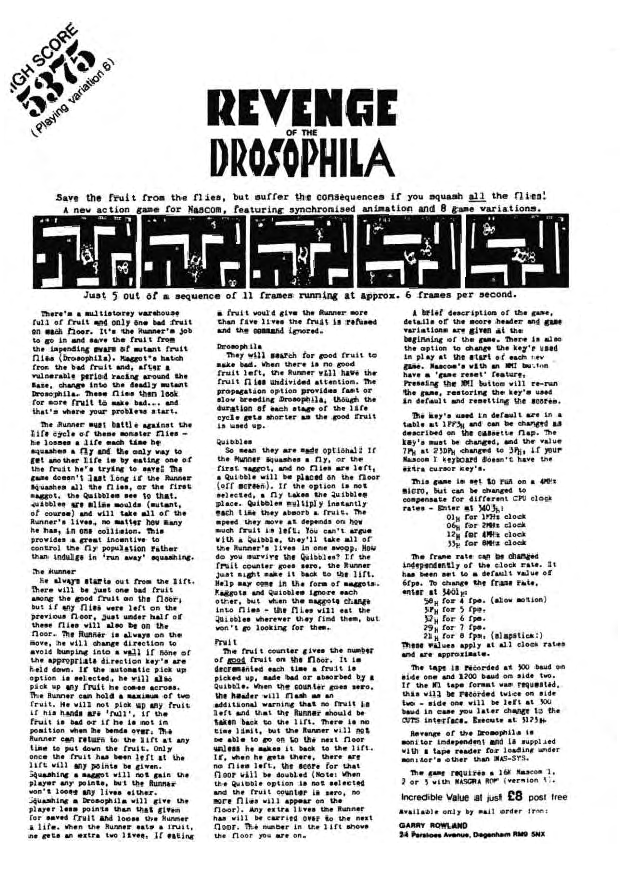 HIGH SCORE
5375
(Playing variation 6)
REVENGE
OF THE
DROSOPHILA
Save the fruit from the flies, but suffer the consequences if you squash all the flies!
A new action game for Nascom, featuring synchronised animation and 8 game variations.
Just 5 out of a sequence of 11 frames running at approx. 6 frames per second.
There's a multistorey warehouse
full of fruit and only one bad fruit
on each floor. It's the Runner's job
to go in and save the fruit from
the impending swarm of mutant fruit
flies (Drosophila). Maggot's hatch
from the bad fruit and, after a
vulnerable period racing around the
maze, change into the deadly mutant
Drosophila. These flies then look
for more fruit to make bad... and
that's where your problems start.
The Runner must battle against the
life cycle of these monster flies -
he losses a life each time he
squashes a fly and the only way to
get another life is by eating one of
the fruit he's trying to save! The
game doesn't last long if the Runner
squashes all the flies, or the first
maggot, the Quibbles see to that.
Quibbles are slime moulds (mutant,
of course) and will take all of the
Runner's lives, no matter how many
he has, in one collision. This
provides a great incentive to
control the fly population rather
than indulge in 'run away' squashing.
The Runner
He always starts out from the lift.
There will be just one bad fruit
among the good fruit on the floor;
but if any flies were left on the
previous floor, just under half of
these flies will also be on the
floor. The Runner is always on the
move, he will change direction to
avoid bumping into a wall if none of
the appropriate direction key's are
held down. If the automatic pick up
option is selected, he will also
pick up any fruit he comes across.
The Runner can hold a maximum of two
fruit. He will not pick up any fruit
if his hands are 'full', if the
fruit is bad or if he is not in
position when he bends over. The
Runner can return to the lift at any
time to put down the fruit. Only
once the fruit has been left at the
lift will any points be given.
Squashing a maggot will not gain the
player any points, but the Runner
won't loose any lives either.
Squashing a Drosophila will give the
player less points than that given
for saved fruit and loose the Runner
a life. When the Runner eats a fruit,
he gets an extra two lives. If eating
a fruit would give the Runner more
than five lives the fruit is refused
and the command ignored.
Drosophila
They will search for good fruit to
make bad. When there is no good
fruit left, the Runner will have the
fruit flies undivided attention. The
propagation option provides fast or
slow breeding Drosophila, though the
duration of each stage of the life
cycle gets shorter as the good fruit
is used up.
Quibbles
So mean they are made optional! If
the Runner squashes a fly, or the
first maggot, and no flies are left,
a Quibble will be placed on the floor
(off screen). If the option is not
selected, a fly takes the Quibbles
place. Quibbles multiply instantly
each time they absorb a fruit. The
speed they move at depends on how
much fruit is left. You can't argue
with a Quibble, they'll take all of
the Runner's lives in one swoop. How
do you survive the Quibbles? If the
fruit counter goes zero, the Runner
just might make it back to the lift.
Help may come in the form of maggots.
Maggots and Quibbles ignore each
other, but when the maggots change
into flies - the flies will eat the
Quibbles wherever they find them, but
won't go looking for them.
Fruit
The fruit counter gives the number
of good fruit on the floor. It is
decremented each time a fruit is
picked up, made bad or absorbed by a
Quibble. When the counter goes zero,
the header will flash as an
additional warning that no fruit is
left and that the Runner should be
taken back to the lift. There is no
time limit, but the Runner will not
be able to go on to the next floor
unless he makes it back to the lift.
If, when he gets there, there are
no flies left, the score for that
floor will be doubled (Note: When
the Quibble option is not selected
and the fruit counter is zero, no
more flies will appear on the
floor). Any extra lives the Runner
has will be carried over to the next
floor. The number in the lift shows
the floor you are on.
A brief description of the game,
details of the score header and game
variations are given at the
beginning of the game. There is also
the option to change the key's used
in play at the start of each new
game. Nascom's with an NMI button
have a 'game reset' feature.
Pressing the NMI button will re-run
the game, restoring the key's used
in default and resetting the scores.
The key's used in default are in a
table at and can be changed as
described on the cassette flap. The
key's must be changed, and the value
at changed to if your
Nascom 1 keyboard doesn't have the
extra cursor key's.
This game is set to run on a 4MHz
micro, but can be changed to
compensate for different CPU clock
rates - Enter at 3403H:
01H for 1MHz clock
06H for 2MHz clock
12H for 4MHz clock
for 8MHz clock
The frame rate can be changed
independently of the clock rate. It
has been set to a default value of
6fps. To change the frame rate,
enter at 3401H:
for 4 fps. (slow motion)
for 5 fps.
32H for 6 fps.
29H for 7 fps.
21H for 8 fps. (slapstick!)
These values apply at all clock rates
and are approximate.
The tape is recorded at 300 baud on
side one and 1200 baud on side two.
If the N1 tape format was requested,
this will be recorded twice on side
two - side one will be left at 300
baud in case you later change to the
CUTS interface. Execute at
Revenge of the Drosophila is
monitor independent and is supplied
with a tape reader for loading under
monitor's other than NAS-SYS.
The game requires a 16K Nascom 1,
2 or 3 with NASGRA ROM (version 1).
Incredible Value at just £8 post free
Available only by mail order from:
GARRY ROWLAND
24 Parsloes Avenue, Dagenham RM9 5NX